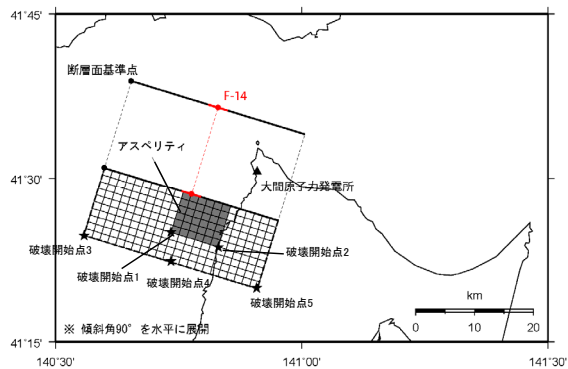 41°45'
断層面基準点
F-14
アスペリティ
41°30'
大間原子力発電所
破壊開始点3
破壊開始点2
破壊開始点1
破壊開始点4
破壊開始点5
km
※ 傾斜角90°を水平に展開
0 10 20
41°15'
140°30' 141°00' 141°30'